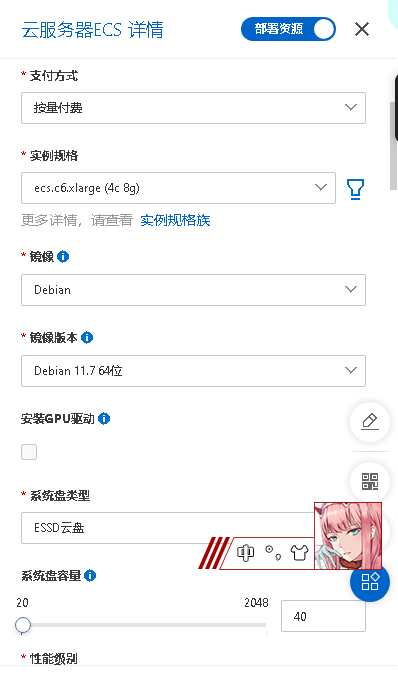 云服务器ECS 详情
部署资源
* 支付方式
按量付费
* 实例规格
ecs.c6.xlarge (4c 8g)
更多详情，请查看 实例规格族
* 镜像
Debian
* 镜像版本
Debian 11.7 64位
安装GPU驱动
* 系统盘类型
ESSD云盘
中 °,
系统盘容量
20 2048
40
* 性能级别